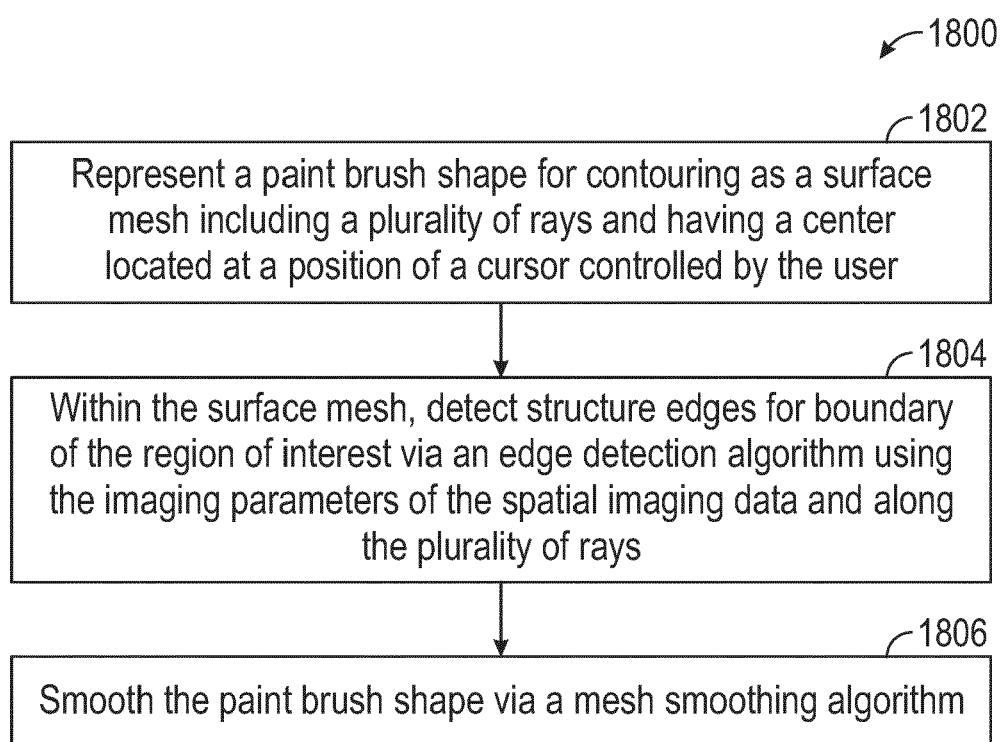 1800
1802
Represent a paint brush shape for contouring as a surface
mesh including a plurality of rays and having a center
located at a position of a cursor controlled by the user
1804
Within the surface mesh, detect structure edges for boundary
of the region of interest via an edge detection algorithm using
the imaging parameters of the spatial imaging data and along
the plurality of rays
1806
Smooth the paint brush shape via a mesh smoothing algorithm